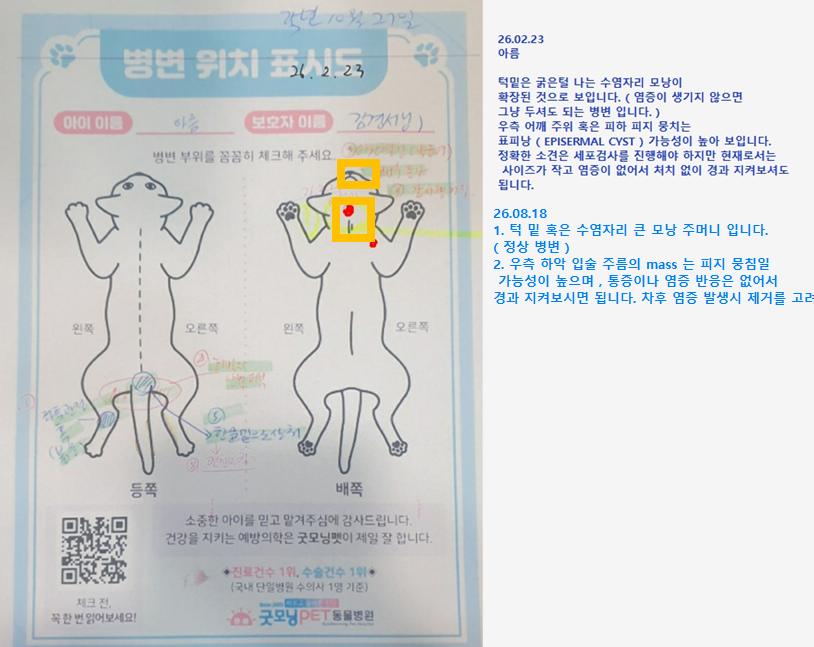 작년 10월 27일
병변 위치 표시도
26. 2. 23
아이 이름 아름 보호자 이름
병변 부위를 꼼꼼히 체크해 주세요.
왼쪽 오른쪽 왼쪽 오른쪽
등쪽 배쪽
소중한 아이를 믿고 맡겨주심에 감사드립니다.
건강을 지키는 예방의학은 굿모닝펫이 제일 잘 합니다.
진료건수 1위, 수술건수 1위
(국내 단일병원 수의사 1명 기준)
체크 전,
꼭 한 번 읽어보세요!
굿모닝PET동물병원
26.02.23
아름
턱밑은 굵은털 나는 수염자리 모낭이
확장된 것으로 보입니다. ( 염증이 생기지 않으면
그냥 두셔도 되는 병변 입니다. )
우측 어깨 주위 혹은 피하 피지 뭉치는
표피낭 ( EPISERMAL CYST ) 가능성이 높아 보입니다.
정확한 소견은 세포검사를 진행해야 하지만 현재로서는
사이즈가 작고 염증이 없어서 처치 없이 경과 지켜보셔도
됩니다.
26.08.18
1. 턱 밑 혹은 수염자리 큰 모낭 주머니 입니다.
( 정상 병변 )
2. 우측 하악 입술 주름의 mass 는 피지 뭉침일
가능성이 높으며 , 통증이나 염증 반응은 없어서
경과 지켜보시면 됩니다. 차후 염증 발생시 제거를 고려